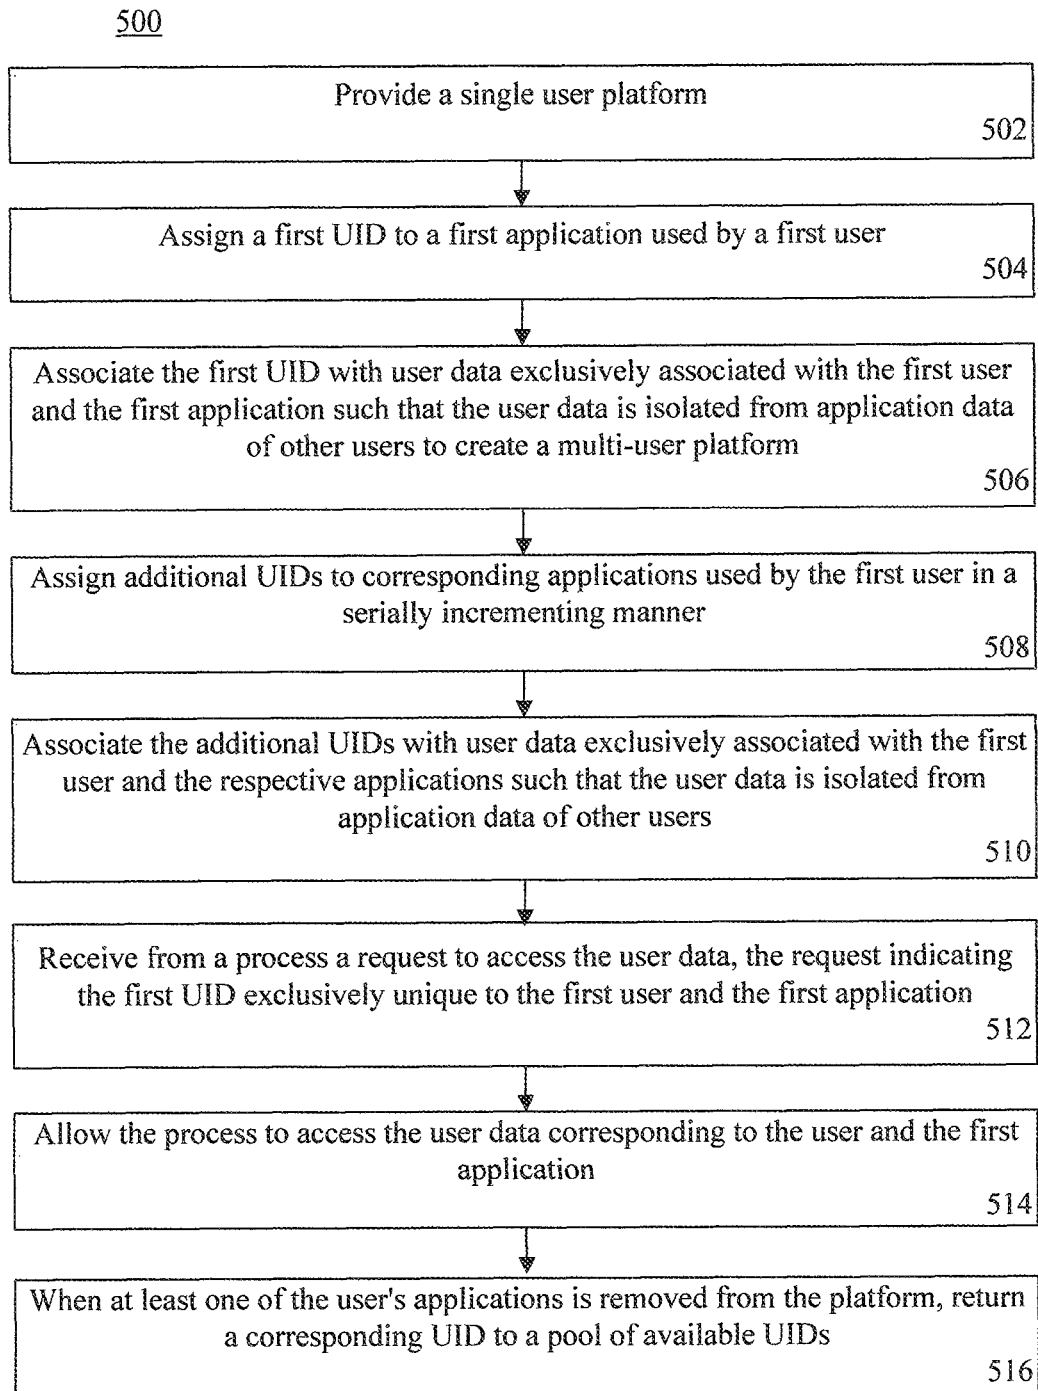 500
Provide a single user platform
502
Assign a first UID to a first application used by a first user
504
Associate the first UID with user data exclusively associated with the first user
and the first application such that the user data is isolated from application data
of other users to create a multi-user platform
506
Assign additional UIDs to corresponding applications used by the first user in a
serially incrementing manner
508
Associate the additional UIDs with user data exclusively associated with the first
user and the respective applications such that the user data is isolated from
application data of other users
510
Receive from a process a request to access the user data, the request indicating
the first UID exclusively unique to the first user and the first application
512
Allow the process to access the user data corresponding to the user and the first
application
514
When at least one of the user's applications is removed from the platform, return
a corresponding UID to a pool of available UIDs
516